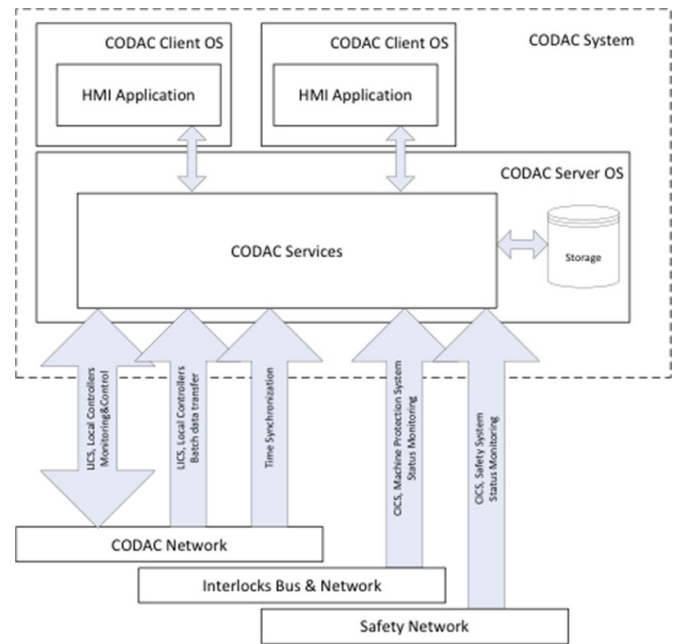 CODAC System
CODAC Client OS
HMI Application
CODAC Client OS
HMI Application
CODAC Server OS
CODAC Services
Storage
LICS, Local Controllers
Monitoring&Control
LICS, Local Controllers
Batch data transfer
Time Synchronization
CICS, Machine Protection System
Status Monitoring
CICS, Safety System
Status Monitoring
CODAC Network
Interlocks Bus & Network
Safety Network